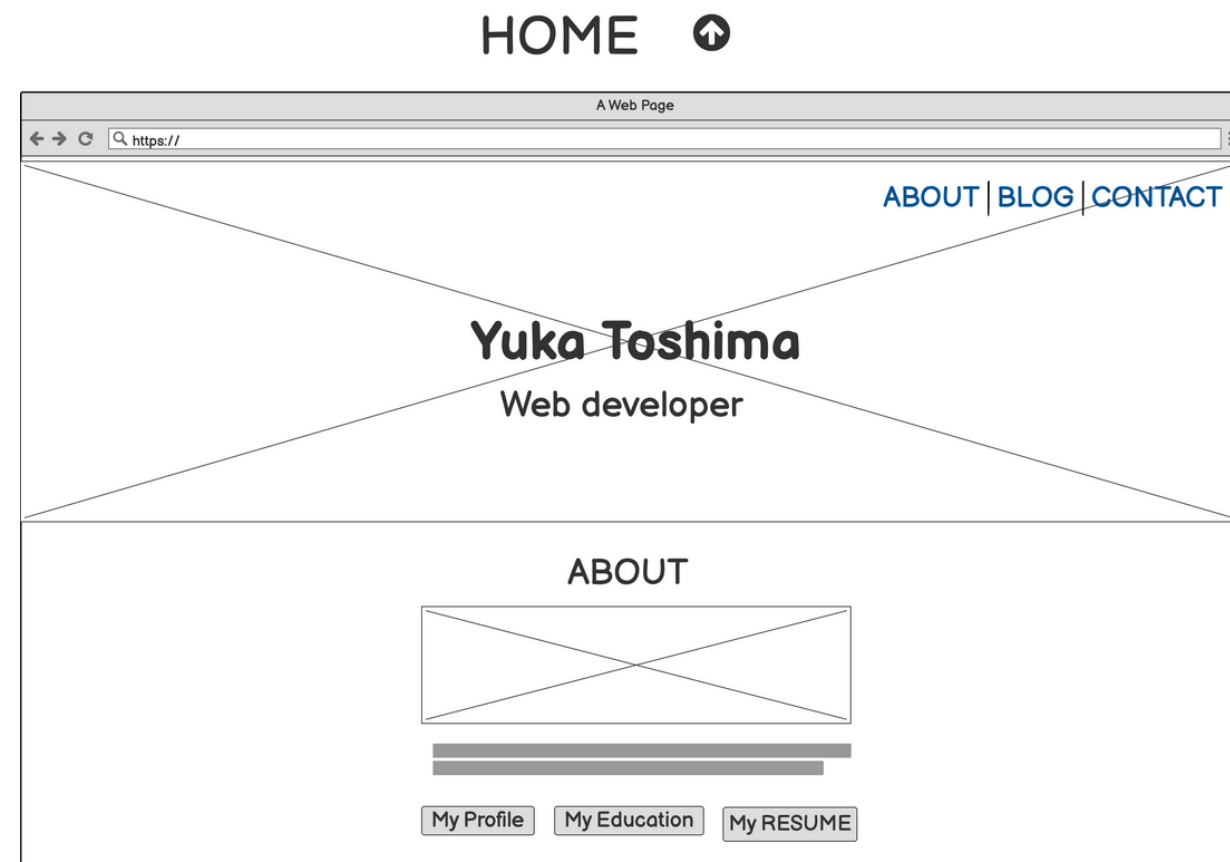 HOME
A Web Page
https://
ABOUT BLOG CONTACT
Yuka Toshima
Web developer
ABOUT
My Profile My Education My RESUME